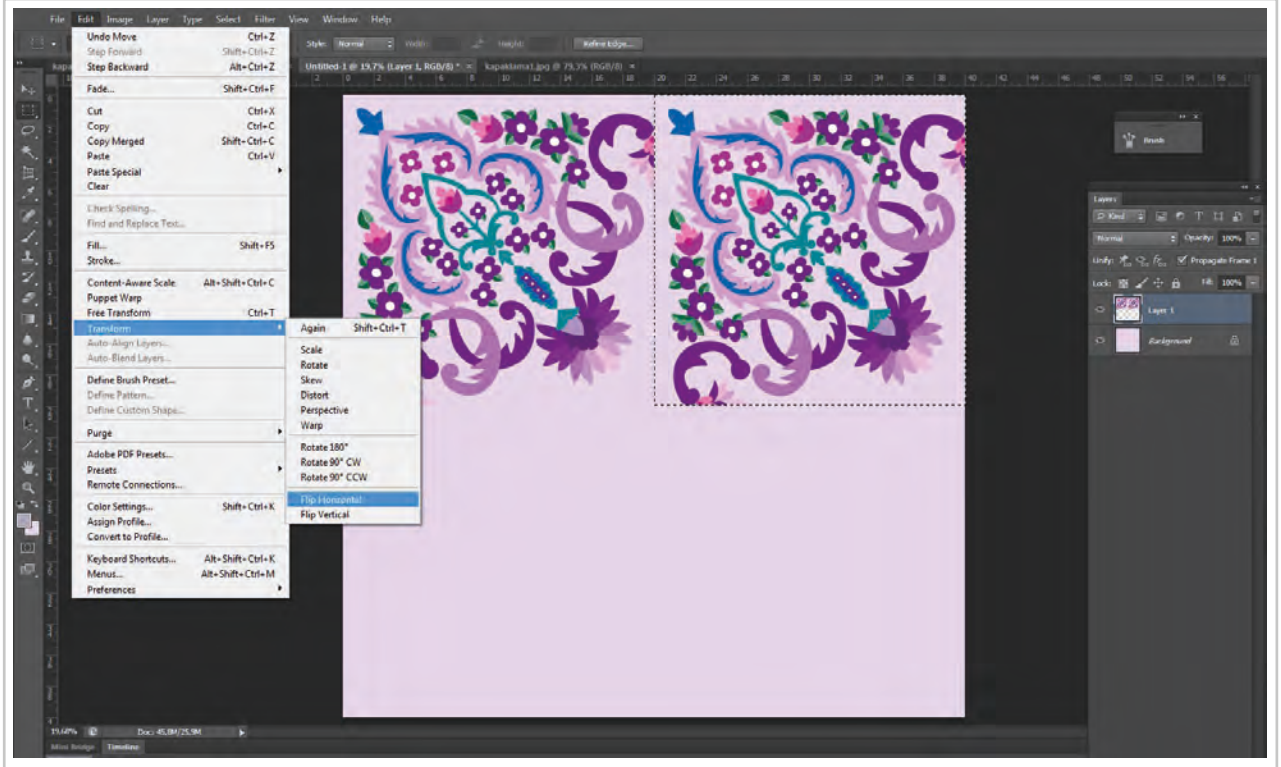 File Edit Image Layer Type Select Filter View Window Help
Style: Normal Width: Height: Refine Edge...
Untitled-1 @ 19,7% (Layer 1, RGB/8) * × kapaklama1.jpg @ 79,3% (RGB/8) ×
Undo Move Ctrl+Z
Step Forward Shift+Ctrl+Z
Step Backward Alt+Ctrl+Z
Fade... Shift+Ctrl+F
Cut Ctrl+X
Copy Ctrl+C
Copy Merged Shift+Ctrl+C
Paste Ctrl+V
Paste Special
Clear
Check Spelling...
Find and Replace Text...
Fill... Shift+F5
Stroke...
Content-Aware Scale Alt+Shift+Ctrl+C
Puppet Warp
Free Transform Ctrl+T
Transform
Auto-Align Layers...
Auto-Blend Layers...
Define Brush Preset...
Define Pattern...
Define Custom Shape...
Purge
Adobe PDF Presets...
Presets
Remote Connections...
Color Settings... Shift+Ctrl+K
Assign Profile...
Convert to Profile...
Keyboard Shortcuts... Alt+Shift+Ctrl+K
Menus... Alt+Shift+Ctrl+M
Preferences
Again Shift+Ctrl+T
Scale
Rotate
Skew
Distort
Perspective
Warp
Rotate 180°
Rotate 90° CW
Rotate 90° CCW
Flip Horizontal
Flip Vertical
Brush
Layers
Kind
Normal Opacity: 100%
Unify: Propagate Frame 1
Lock: Fill: 100%
Layer 1
Background
19,68% Doc: 45,8M/25,9M
Mini Bridge Timeline